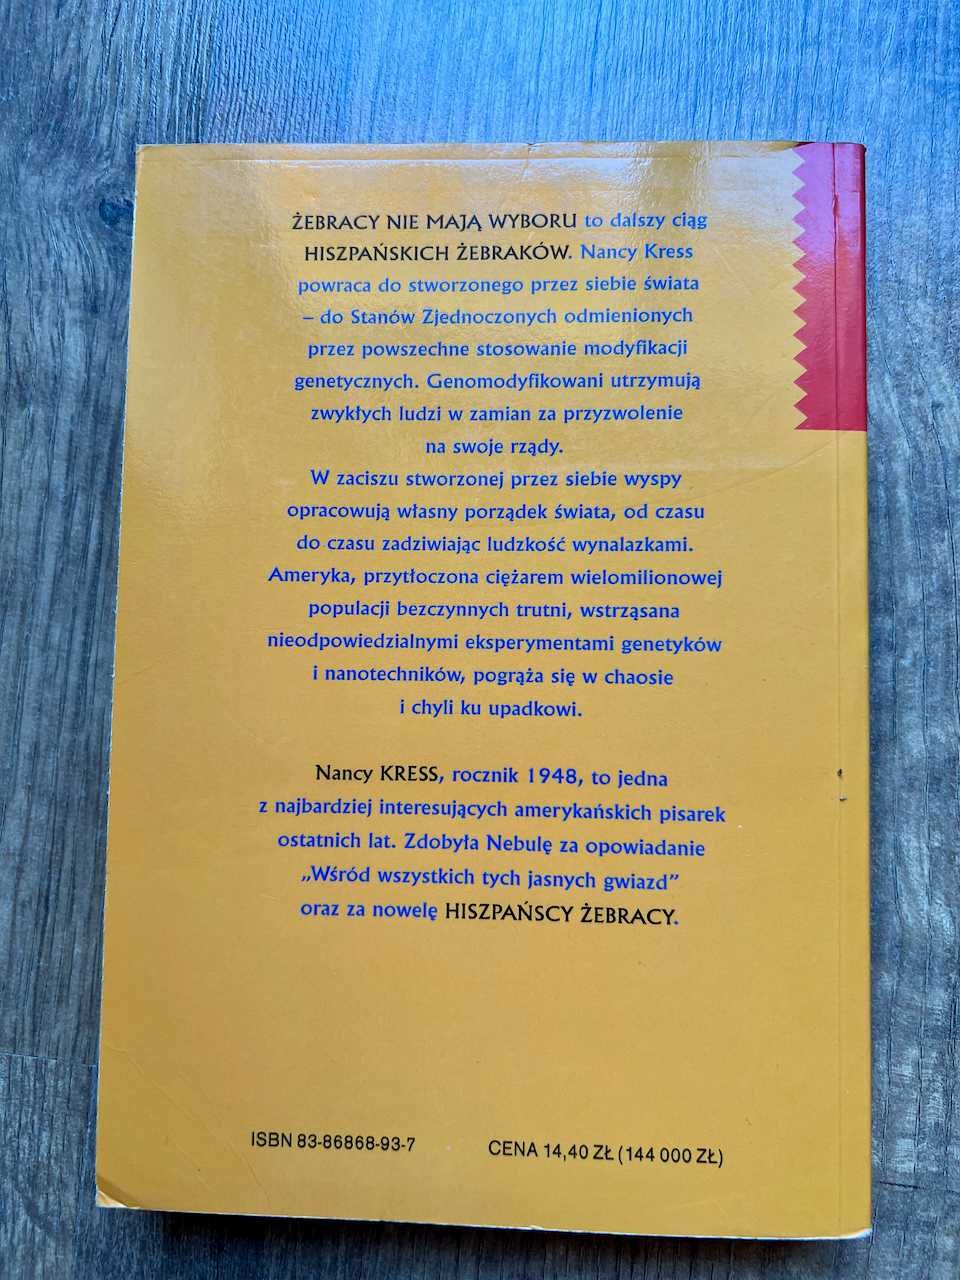 ŻEBRACY NIE MAJĄ WYBORU to dalszy ciąg
HISZPAŃSKICH ŻEBRAKÓW. Nancy Kress
powraca do stworzonego przez siebie świata
– do Stanów Zjednoczonych odmienionych
przez powszechne stosowanie modyfikacji
genetycznych. Genomodyfikowani utrzymują
zwykłych ludzi w zamian za przyzwolenie
na swoje rządy.
W zaciszu stworzonej przez siebie wyspy
opracowują własny porządek świata, od czasu
do czasu zadziwiając ludzkość wynalazkami.
Ameryka, przytłoczona ciężarem wielomilionowej
populacji bezczynnych trutni, wstrząsana
nieodpowiedzialnymi eksperymentami genetyków
i nanotechników, pogrąża się w chaosie
i chyli ku upadkowi.
Nancy KRESS, rocznik 1948, to jedna
z najbardziej interesujących amerykańskich pisarek
ostatnich lat. Zdobyła Nebulę za opowiadanie
„Wśród wszystkich tych jasnych gwiazd”
oraz za nowelę HISZPAŃSCY ŻEBRACY.
ISBN 83-86868-93-7
CENA 14,40 ZŁ (144 000 ZŁ)